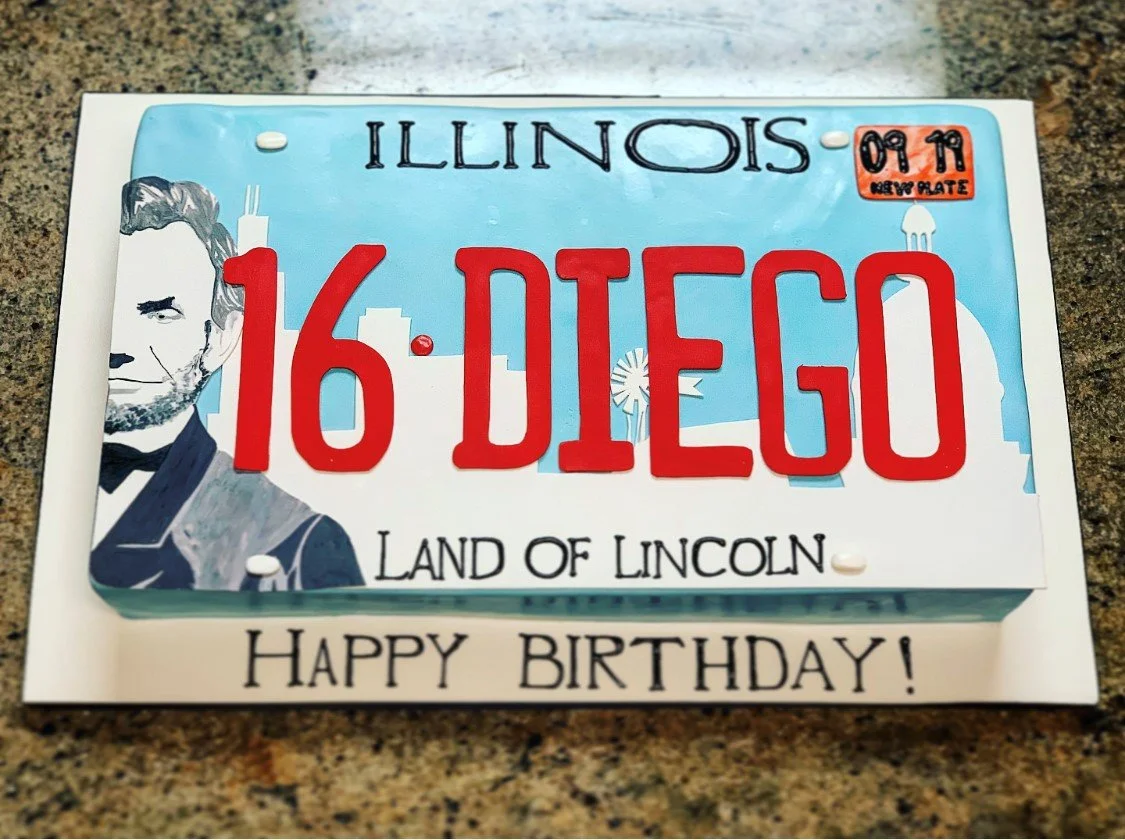 ILLINOIS
09 19
NEW PLATE
16·DIEGO
LAND OF LINCOLN
HAPPY BIRTHDAY!